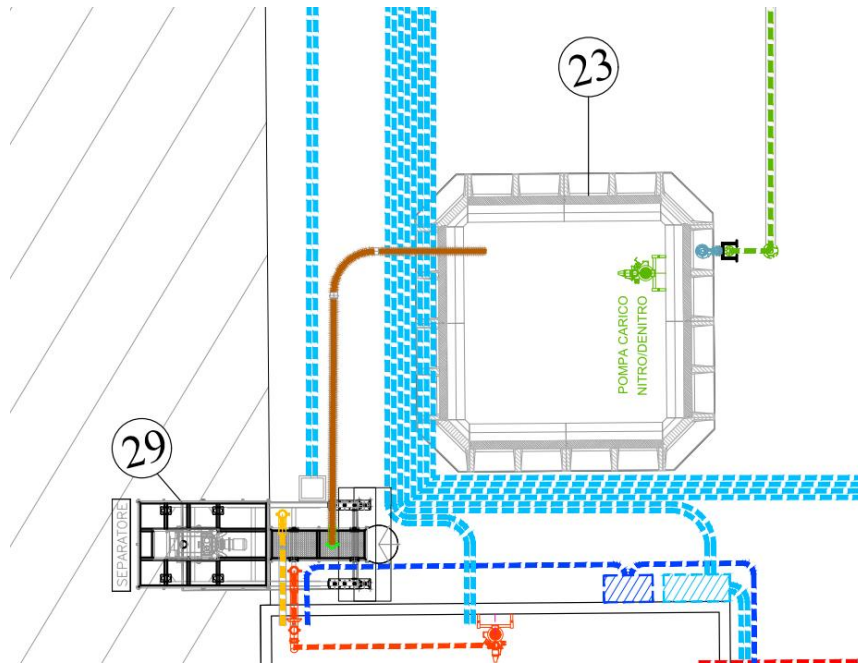 23
POMPA CARICO
NITRO/DENITRO
29
SEPARATORE